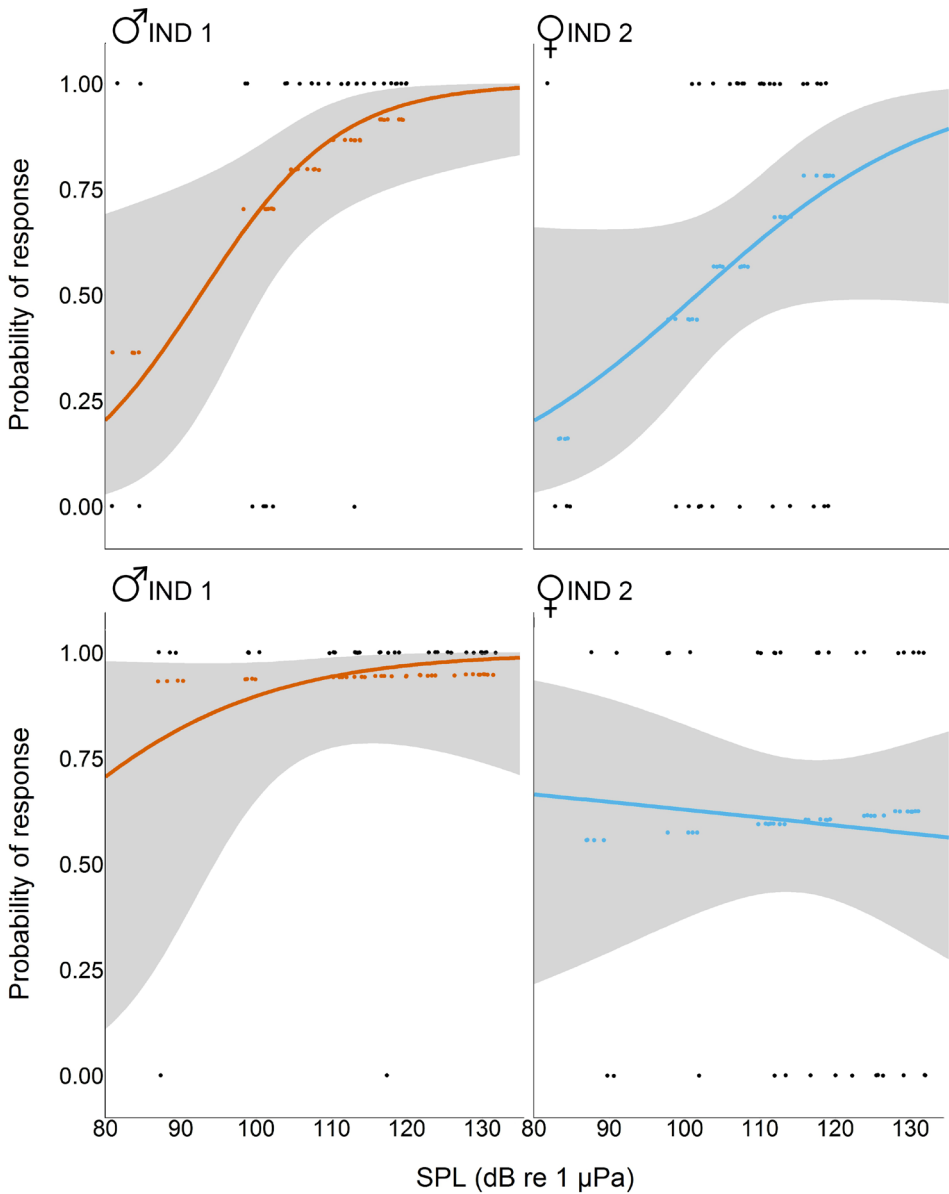 ♂ IND 1
♀ IND 2
Probability of response
1.00
0.75
0.50
0.25
0.00
♂ IND 1
♀ IND 2
Probability of response
1.00
0.75
0.50
0.25
0.00
80 90 100 110 120 130 80 90 100 110 120 130
SPL (dB re 1 µPa)